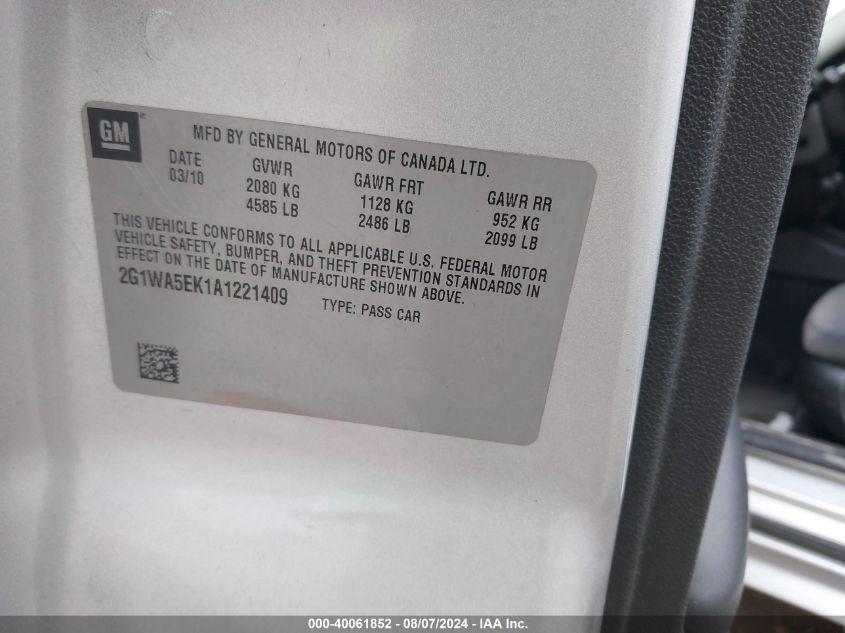 GM®
MFD BY GENERAL MOTORS OF CANADA LTD.
DATE GVWR GAWR FRT GAWR RR
03/10 2080 KG 1128 KG 952 KG
4585 LB 2486 LB 2099 LB
THIS VEHICLE CONFORMS TO ALL APPLICABLE U.S. FEDERAL MOTOR
VEHICLE SAFETY, BUMPER, AND THEFT PREVENTION STANDARDS IN
EFFECT ON THE DATE OF MANUFACTURE SHOWN ABOVE.
2G1WA5EK1A1221409 TYPE: PASS CAR
000-40061852 - 08/07/2024 - IAA Inc.